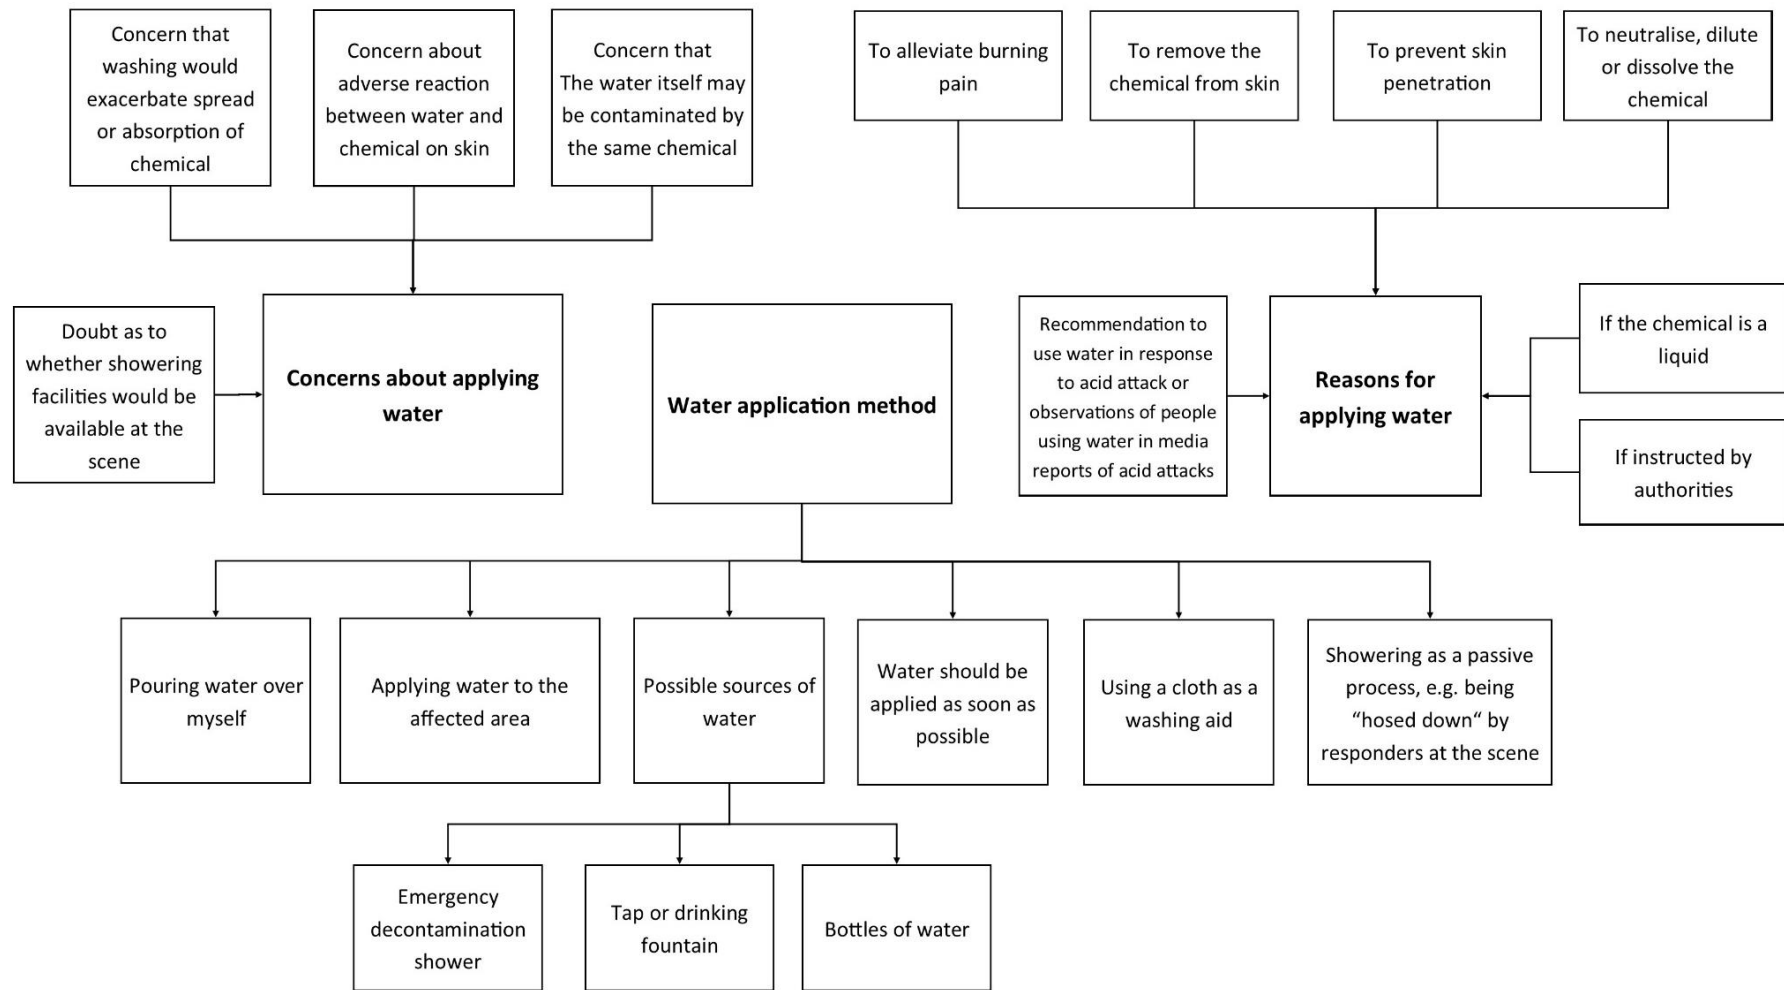 Concern that
washing would
exacerbate spread
or absorption of
chemical
Concern about
adverse reaction
between water and
chemical on skin
Concern that
The water itself may
be contaminated by
the same chemical
To alleviate burning
pain
To remove the
chemical from skin
To prevent skin
penetration
To neutralise, dilute
or dissolve the
chemical
Doubt as to
whether showering
facilities would be
available at the
scene
Concerns about applying
water
Water application method
Recommendation to
use water in response
to acid attack or
observations of people
using water in media
reports of acid attacks
Reasons for
applying water
If the chemical is a
liquid
If instructed by
authorities
Pouring water over
myself
Applying water to the
affected area
Possible sources of
water
Water should be
applied as soon as
possible
Using a cloth as a
washing aid
Showering as a passive
process, e.g. being
“hosed down“ by
responders at the scene
Emergency
decontamination
shower
Tap or drinking
fountain
Bottles of water